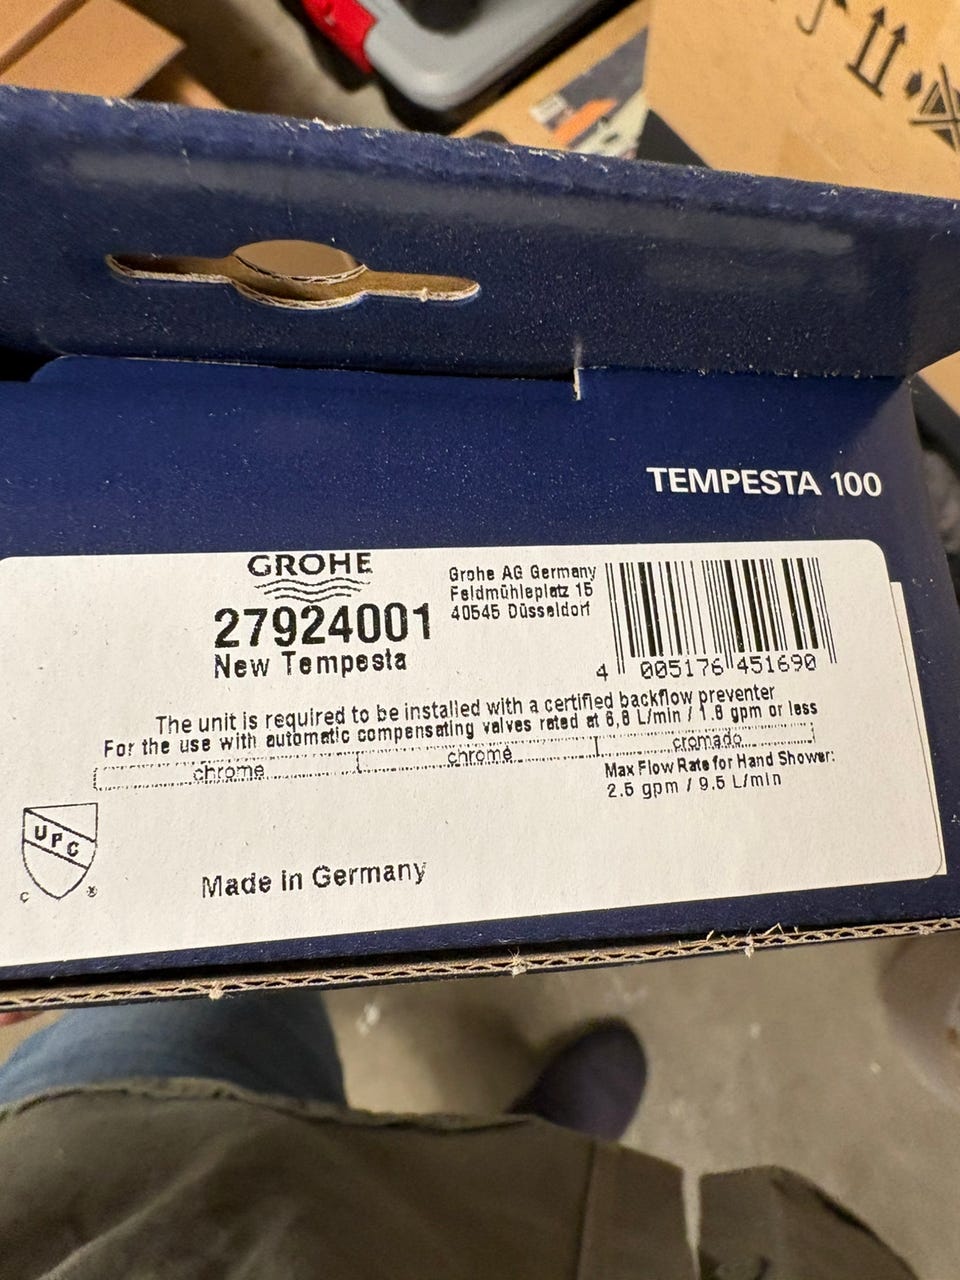 TEMPESTA 100
GROHE
27924001
New Tempesta
Grohe AG Germany
Feldmühleplatz 15
40545 Düsseldorf
4 005176 451690
The unit is required to be installed with a certified backflow preventer
For the use with automatic compensating valves rated at 6,8 L/min / 1.8 gpm or less
chrome chrome cromado
Max Flow Rate for Hand Shower:
2.5 gpm / 9.5 L/min
UPC
C ®
Made in Germany